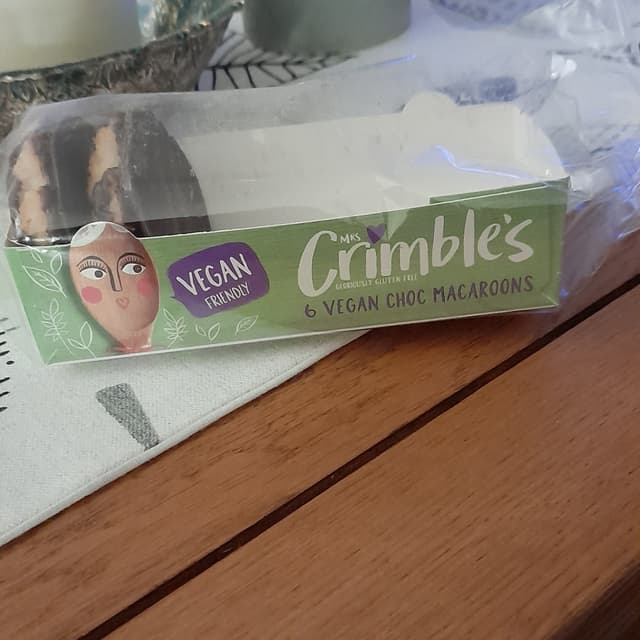 VEGAN
FRIENDLY
MRS
Crimble's
GLORIOUSLY GLUTEN FREE
6 VEGAN CHOC MACAROONS